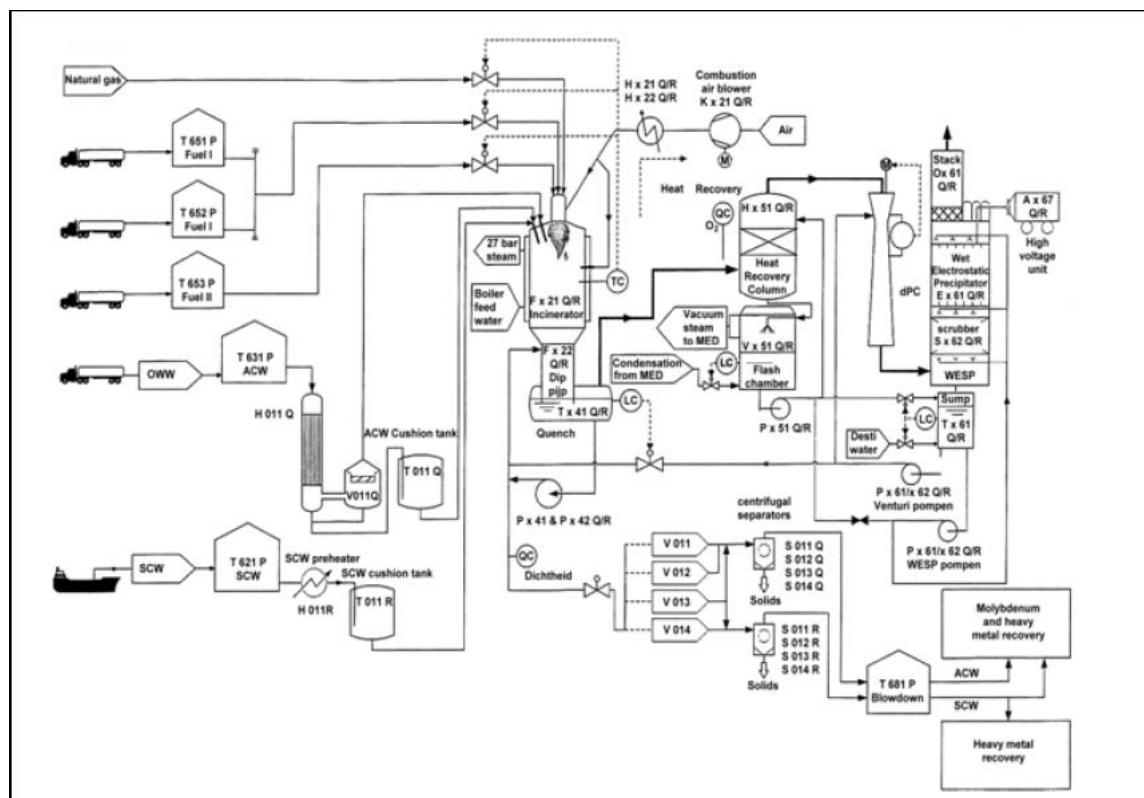 Natural gas
T 651 P
Fuel I
T 652 P
Fuel I
T 653 P
Fuel II
H x 21 Q/R
H x 22 Q/R
Combustion
air blower
K x 21 Q/R
Air
M
Heat Recovery
QC
O2
H x 51 Q/R
Heat
Recovery
Column
M
dPC
Stack
Ox 61
Q/R
A x 67
Q/R
High
voltage
unit
Wet
Electrostatic
Precipitator
E x 61 Q/R
scrubber
S x 62 Q/R
WESP
Sump
T x 61
Q/R
LC
Desti
water
27 bar
steam
Boiler
feed
water
F x 21 Q/R
Incinerator
TC
F x 22
Q/R
Dip
pijp
T x 41 Q/R
Quench
LC
Vacuum
steam
to MED
V x 51 Q/R
Flash
chamber
LC
Condensation
from MED
P x 51 Q/R
P x 61/x 62 Q/R
Venturi pompen
P x 61/x 62 Q/R
WESP pompen
OWW
T 631 P
ACW
H 011 Q
V011Q
ACW Cushion tank
T 011 Q
P x 41 & P x 42 Q/R
SCW
T 621 P
SCW
SCW preheater
H 011R
SCW cushion tank
T 011 R
QC
Dichtheid
V 011
V 012
V 013
V 014
centrifugal
separators
S 011 Q
S 012 Q
S 013 Q
S 014 Q
Solids
S 011 R
S 012 R
S 013 R
S 014 R
Solids
T 681 P
Blowdown
ACW
SCW
Molybdenum
and heavy
metal recovery
Heavy metal
recovery